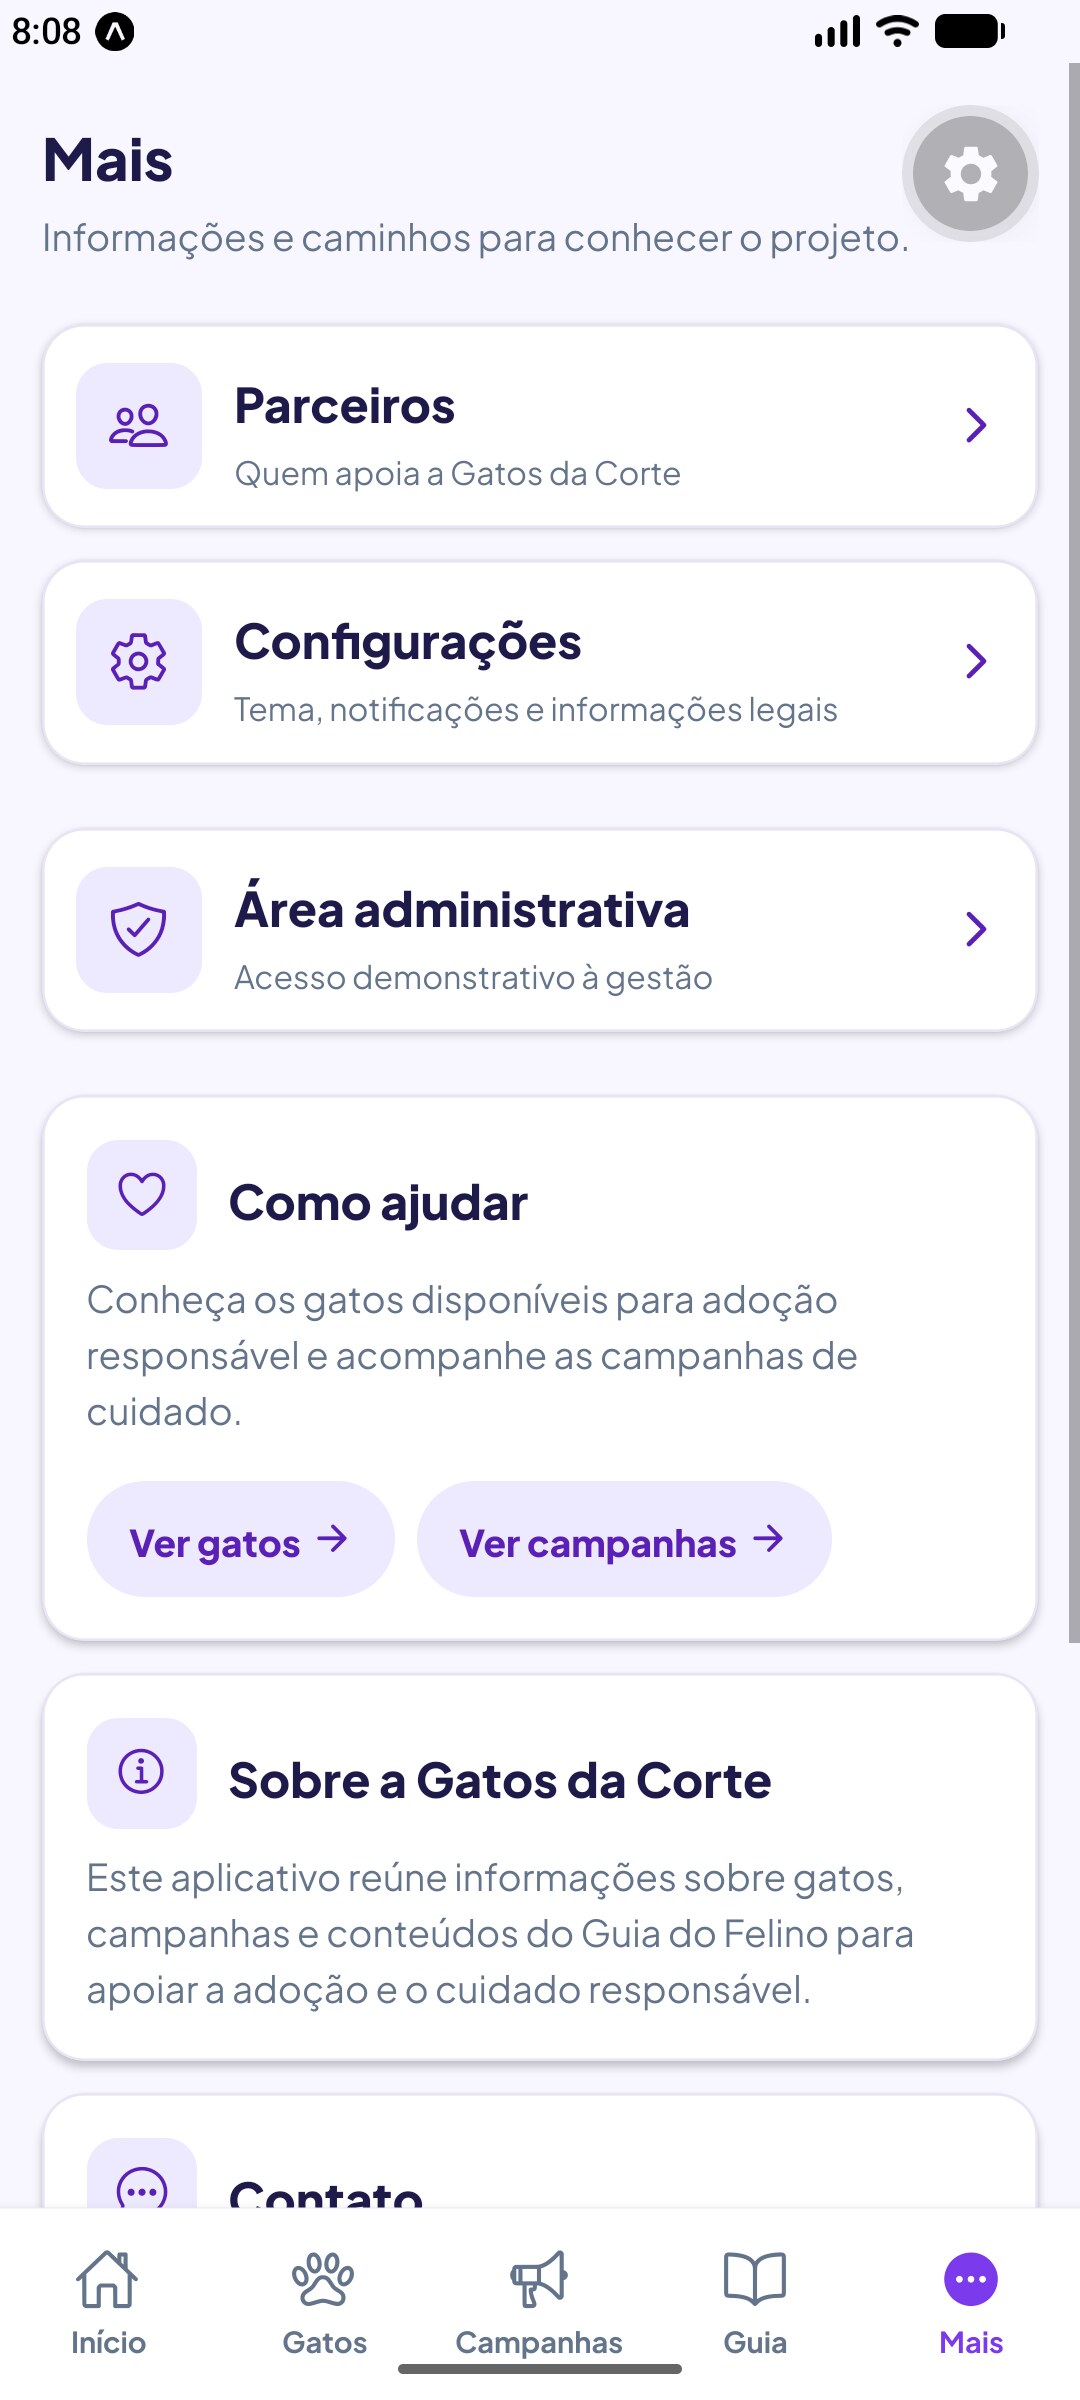 8:08
Mais
Informações e caminhos para conhecer o projeto.
Parceiros
Quem apoia a Gatos da Corte
Configurações
Tema, notificações e informações legais
Área administrativa
Acesso demonstrativo à gestão
Como ajudar
Conheça os gatos disponíveis para adoção
responsável e acompanhe as campanhas de
cuidado.
Ver gatos → Ver campanhas →
Sobre a Gatos da Corte
Este aplicativo reúne informações sobre gatos,
campanhas e conteúdos do Guia do Felino para
apoiar a adoção e o cuidado responsável.
Contato
Início Gatos Campanhas Guia Mais